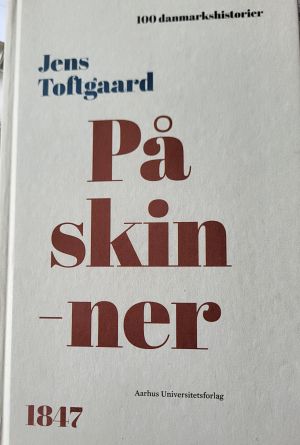 100 danmarkshistorier
Jens
Toftgaard
På
skin
-ner
Aarhus Universitetsforlag
1847